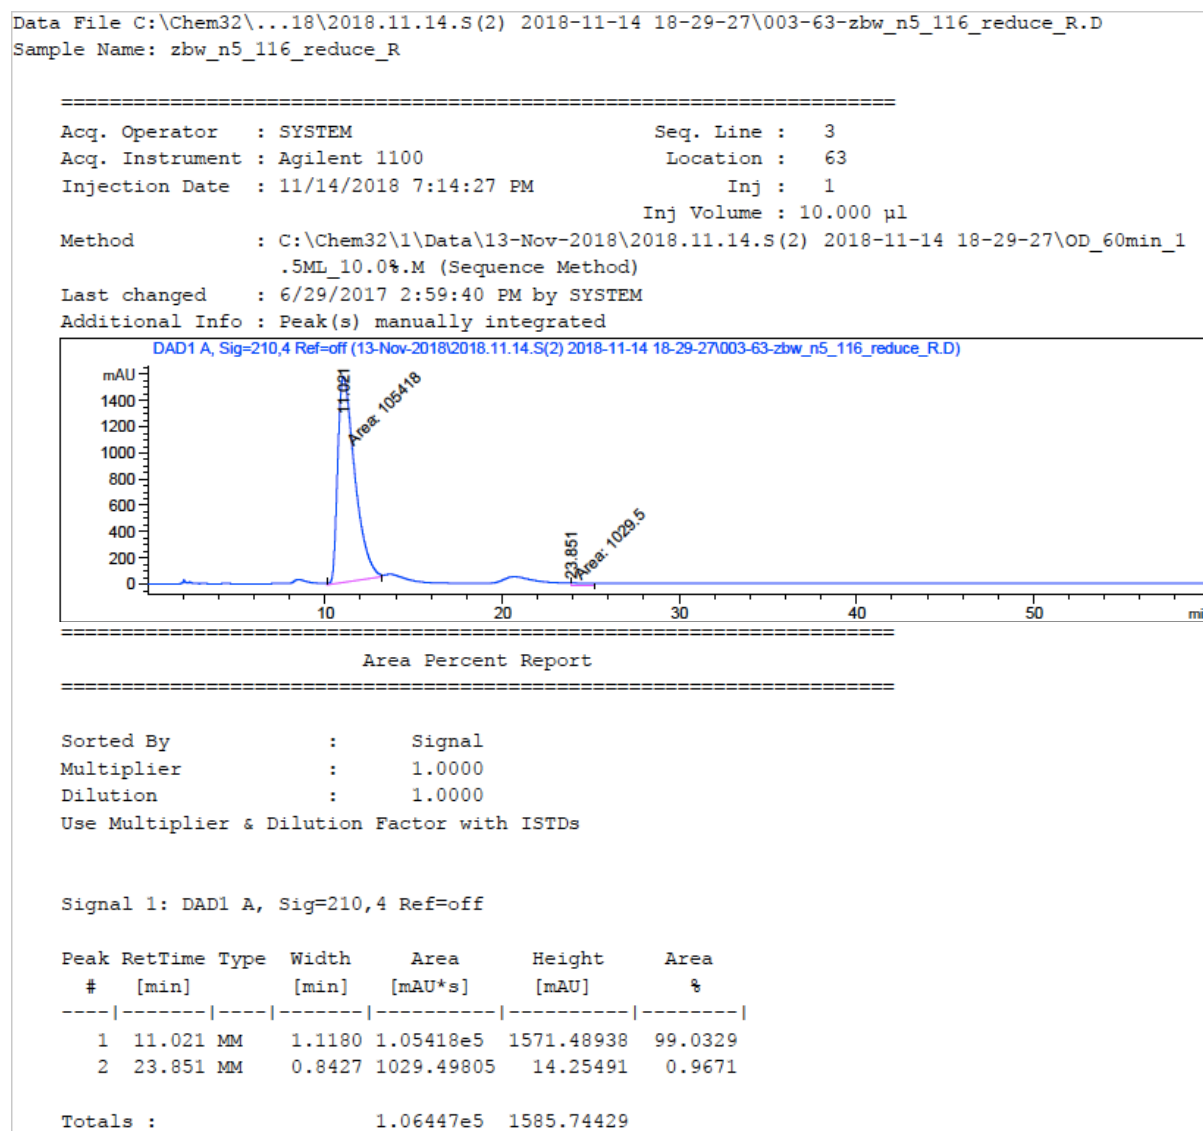 Data File C:\Chem32\...18\2018.11.14.S(2) 2018-11-14 18-29-27\003-63-zbw_n5_116_reduce_R.D
Sample Name: zbw_n5_116_reduce_R
=====================================================================
Acq. Operator   : SYSTEM                         Seq. Line :   3
Acq. Instrument : Agilent 1100                    Location :   63
Injection Date  : 11/14/2018 7:14:27 PM                Inj :   1
Inj Volume : 10.000 µl
Method          : C:\Chem32\1\Data\13-Nov-2018\2018.11.14.S(2) 2018-11-14 18-29-27\OD_60min_1
.5ML_10.0%.M (Sequence Method)
Last changed    : 6/29/2017 2:59:40 PM by SYSTEM
Additional Info : Peak(s) manually integrated
DAD1 A, Sig=210,4 Ref=off (13-Nov-2018\2018.11.14.S(2) 2018-11-14 18-29-27\003-63-zbw_n5_116_reduce_R.D)
mAU
1400
1200
1000
800
600
400
200
0
11.021
Area: 105418
23.851
Area: 1029.5
10 20 30 40 50 mi
=====================================================================
Area Percent Report
=====================================================================
Sorted By             :      Signal
Multiplier            :      1.0000
Dilution              :      1.0000
Use Multiplier & Dilution Factor with ISTDs
Signal 1: DAD1 A, Sig=210,4 Ref=off
Peak RetTime Type  Width     Area      Height     Area
#   [min]        [min]   [mAU*s]     [mAU]         %
----|-------|----|-------|----------|----------|--------|
1  11.021 MM    1.1180 1.05418e5  1571.48938  99.0329
2  23.851 MM    0.8427 1029.49805   14.25491   0.9671
Totals :                  1.06447e5  1585.74429